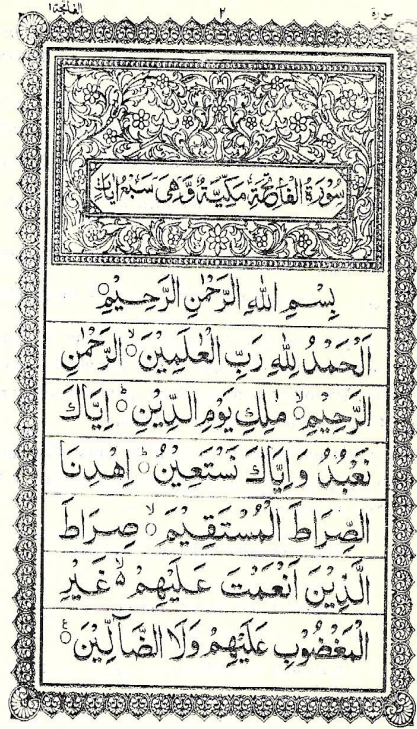 سورة ٢ الفاتحة ١
سُوْرَةُ الْفَاتِحَةِ مَكِّيَّةٌ وَّهِىَ سَبْعُ اٰيَاتٍ
بِسْمِ اللهِ الرَّحْمٰنِ الرَّحِيْمِ○
اَلْحَمْدُ لِلّٰهِ رَبِّ الْعٰلَمِيْنَ○ۙ الرَّحْمٰنِ
الرَّحِيْمِ○ۙ مٰلِكِ يَوْمِ الدِّيْنِ○ؕ اِيَّاكَ
نَعْبُدُ وَاِيَّاكَ نَسْتَعِيْنُ○ؕ اِهْدِنَا
الصِّرَاطَ الْمُسْتَقِيْمَ○ۙ صِرَاطَ
الَّذِيْنَ اَنْعَمْتَ عَلَيْهِمْ ۙ۬ غَيْرِ
الْمَغْضُوْبِ عَلَيْهِمْ وَلَا الضَّآلِّيْنَ○